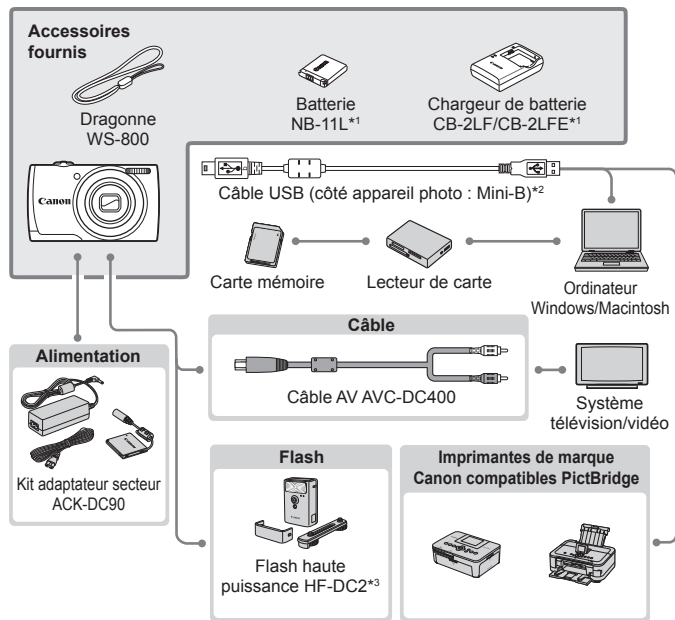 Accessoires
fournis
Dragonne
WS-800
Batterie
NB-11L*1
Chargeur de batterie
CB-2LF/CB-2LFE*1
Canon
Câble USB (côté appareil photo : Mini-B)*2
Carte mémoire
Lecteur de carte
Ordinateur
Windows/Macintosh
Câble
Câble AV AVC-DC400
Système
télévision/vidéo
Alimentation
Kit adaptateur secteur
ACK-DC90
Flash
Flash haute
puissance HF-DC2*3
Imprimantes de marque
Canon compatibles PictBridge